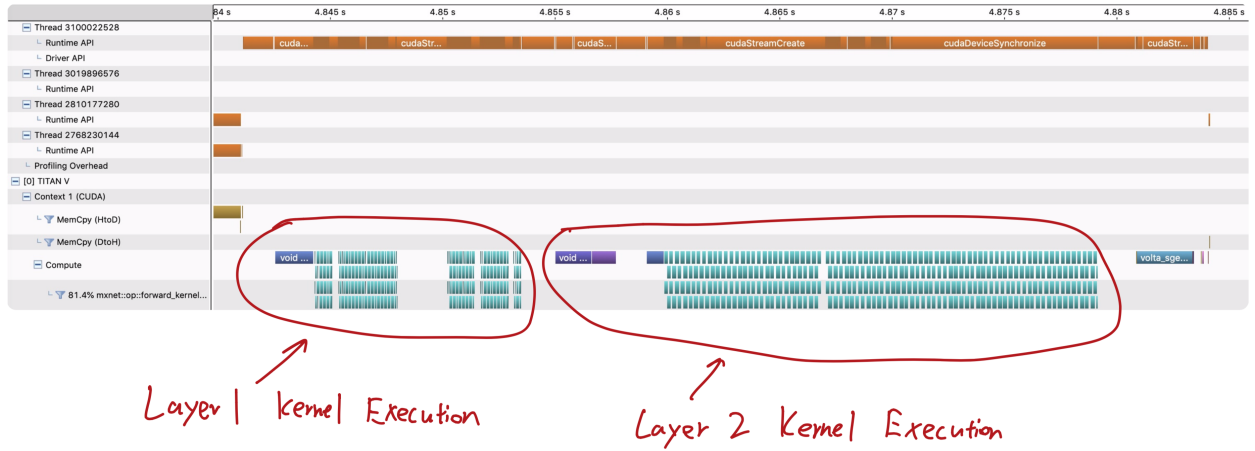 84 s 4.845 s 4.85 s 4.855 s 4.86 s 4.865 s 4.87 s 4.875 s 4.88 s 4.885 s
Thread 3100022528
Runtime API cuda... cudaStr... cudaS... cudaStreamCreate cudaDeviceSynchronize cudaStr...
Driver API
Thread 3019896576
Runtime API
Thread 2810177280
Runtime API
Thread 2768230144
Runtime API
Profiling Overhead
[0] TITAN V
Context 1 (CUDA)
MemCpy (HtoD)
MemCpy (DtoH)
Compute void ... void ... volta_sge...
81.4% mxnet::op::forward_kernel...
Layer 1 Kernel Execution
Layer 2 Kernel Execution